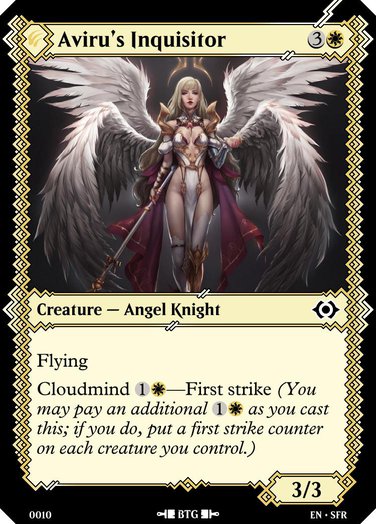 Aviru's Inquisitor 3
Creature — Angel Knight
Flying
Cloudmind 1—First strike (You
may pay an additional 1 as you cast
this; if you do, put a first strike counter
on each creature you control.)
3/3
0010 BTG EN • SFR